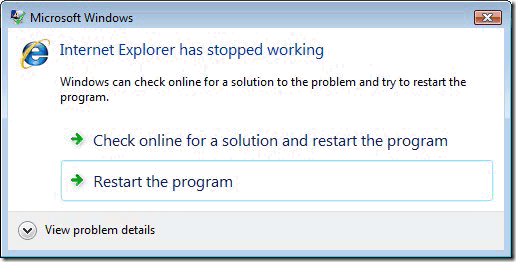 Microsoft Windows
Internet Explorer has stopped working
Windows can check online for a solution to the problem and try to restart the
program.
Check online for a solution and restart the program
Restart the program
View problem details